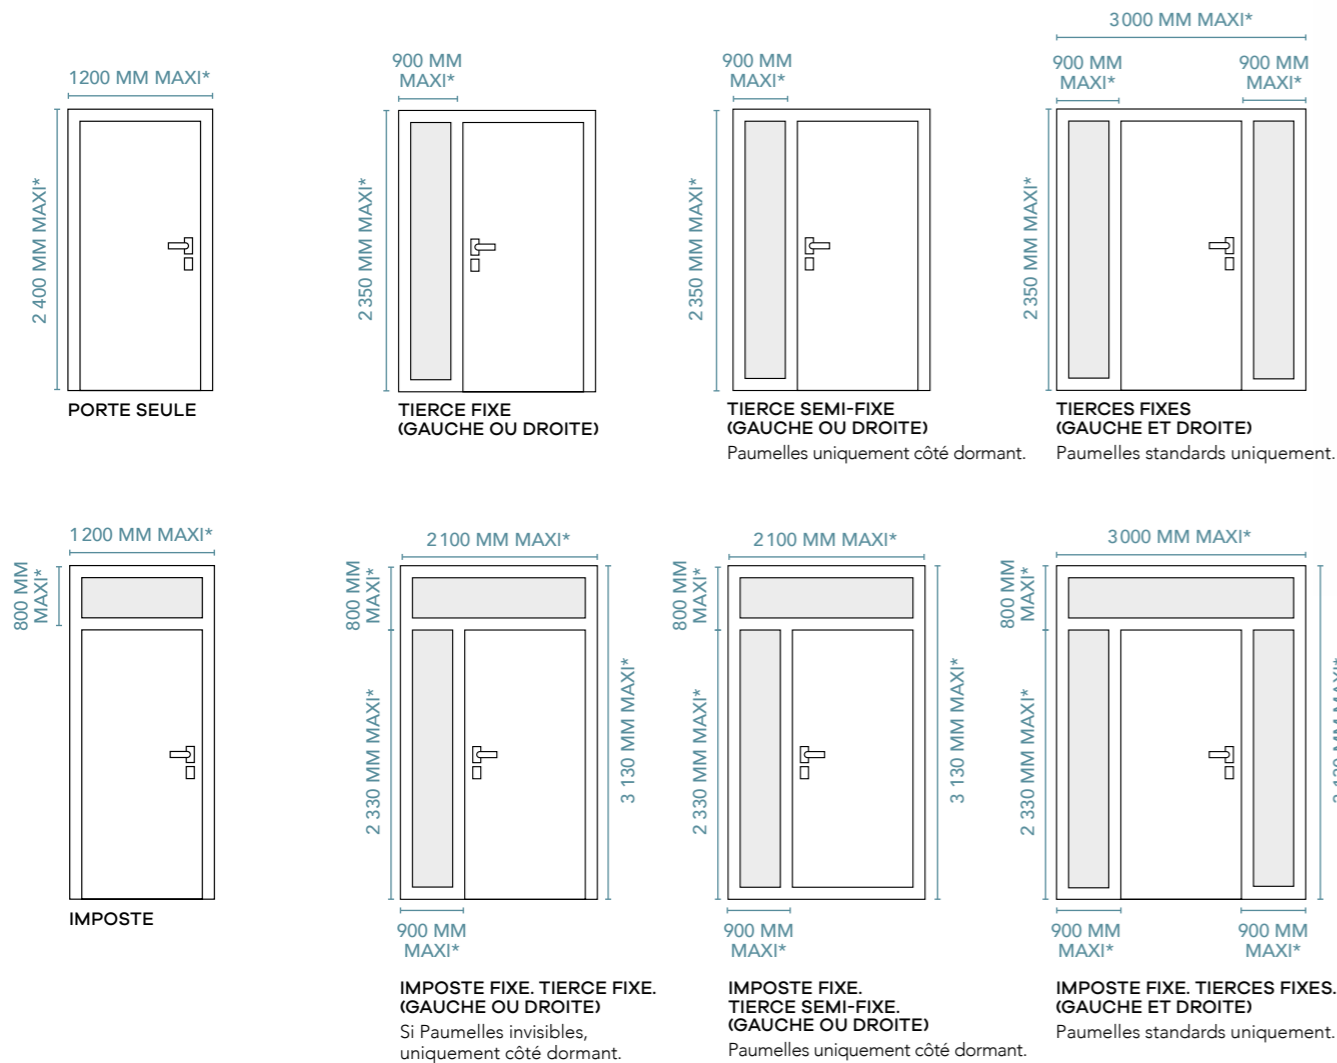 3000 MM MAXI*
1200 MM MAXI*
900 MM
MAXI*
900 MM
MAXI*
900 MM
MAXI*
900 MM
MAXI*
2 400 MM MAXI*
2 350 MM MAXI*
2 350 MM MAXI*
2 350 MM MAXI*
PORTE SEULE
TIERCE FIXE
(GAUCHE OU DROITE)
TIERCE SEMI-FIXE
(GAUCHE OU DROITE)
Paumelles uniquement côté dormant.
TIERCES FIXES
(GAUCHE ET DROITE)
Paumelles standards uniquement.
1200 MM MAXI*
2100 MM MAXI*
2100 MM MAXI*
3000 MM MAXI*
800 MM
MAXI*
800 MM
MAXI*
800 MM
MAXI*
800 MM
MAXI*
2 330 MM MAXI*
3 130 MM MAXI*
2 330 MM MAXI*
3 130 MM MAXI*
2 330 MM MAXI*
IMPOSTE
900 MM
MAXI*
900 MM
MAXI*
900 MM
MAXI*
900 MM
MAXI*
IMPOSTE FIXE. TIERCE FIXE.
(GAUCHE OU DROITE)
Si Paumelles invisibles,
uniquement côté dormant.
IMPOSTE FIXE.
TIERCE SEMI-FIXE.
(GAUCHE OU DROITE)
Paumelles uniquement côté dormant.
IMPOSTE FIXE. TIERCES FIXES.
(GAUCHE ET DROITE)
Paumelles standards uniquement.